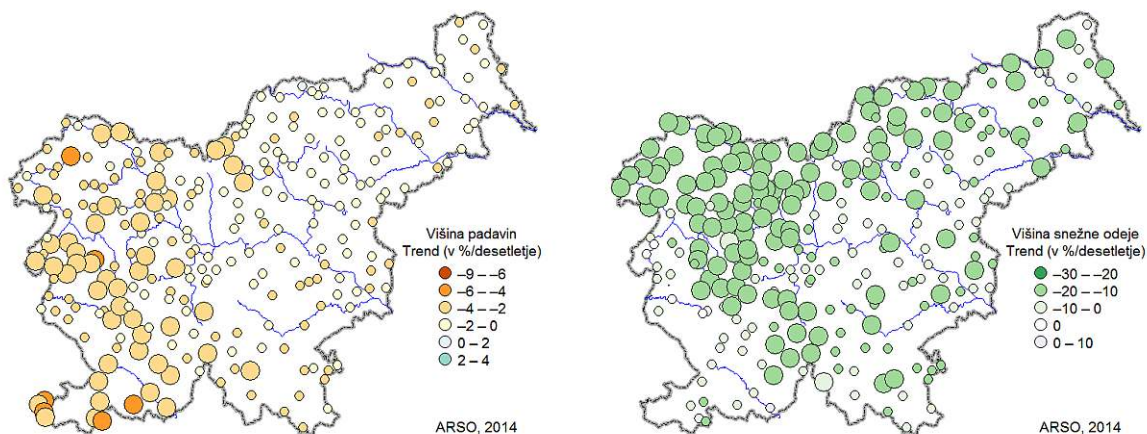 Višina padavin
Trend (v %/desetletje)
–9 – –6
–6 – –4
–4 – –2
–2 – 0
0 – 2
2 – 4
ARSO, 2014
Višina snežne odeje
Trend (v %/desetletje)
–30 – –20
–20 – –10
–10 – 0
0
0 – 10
ARSO, 2014